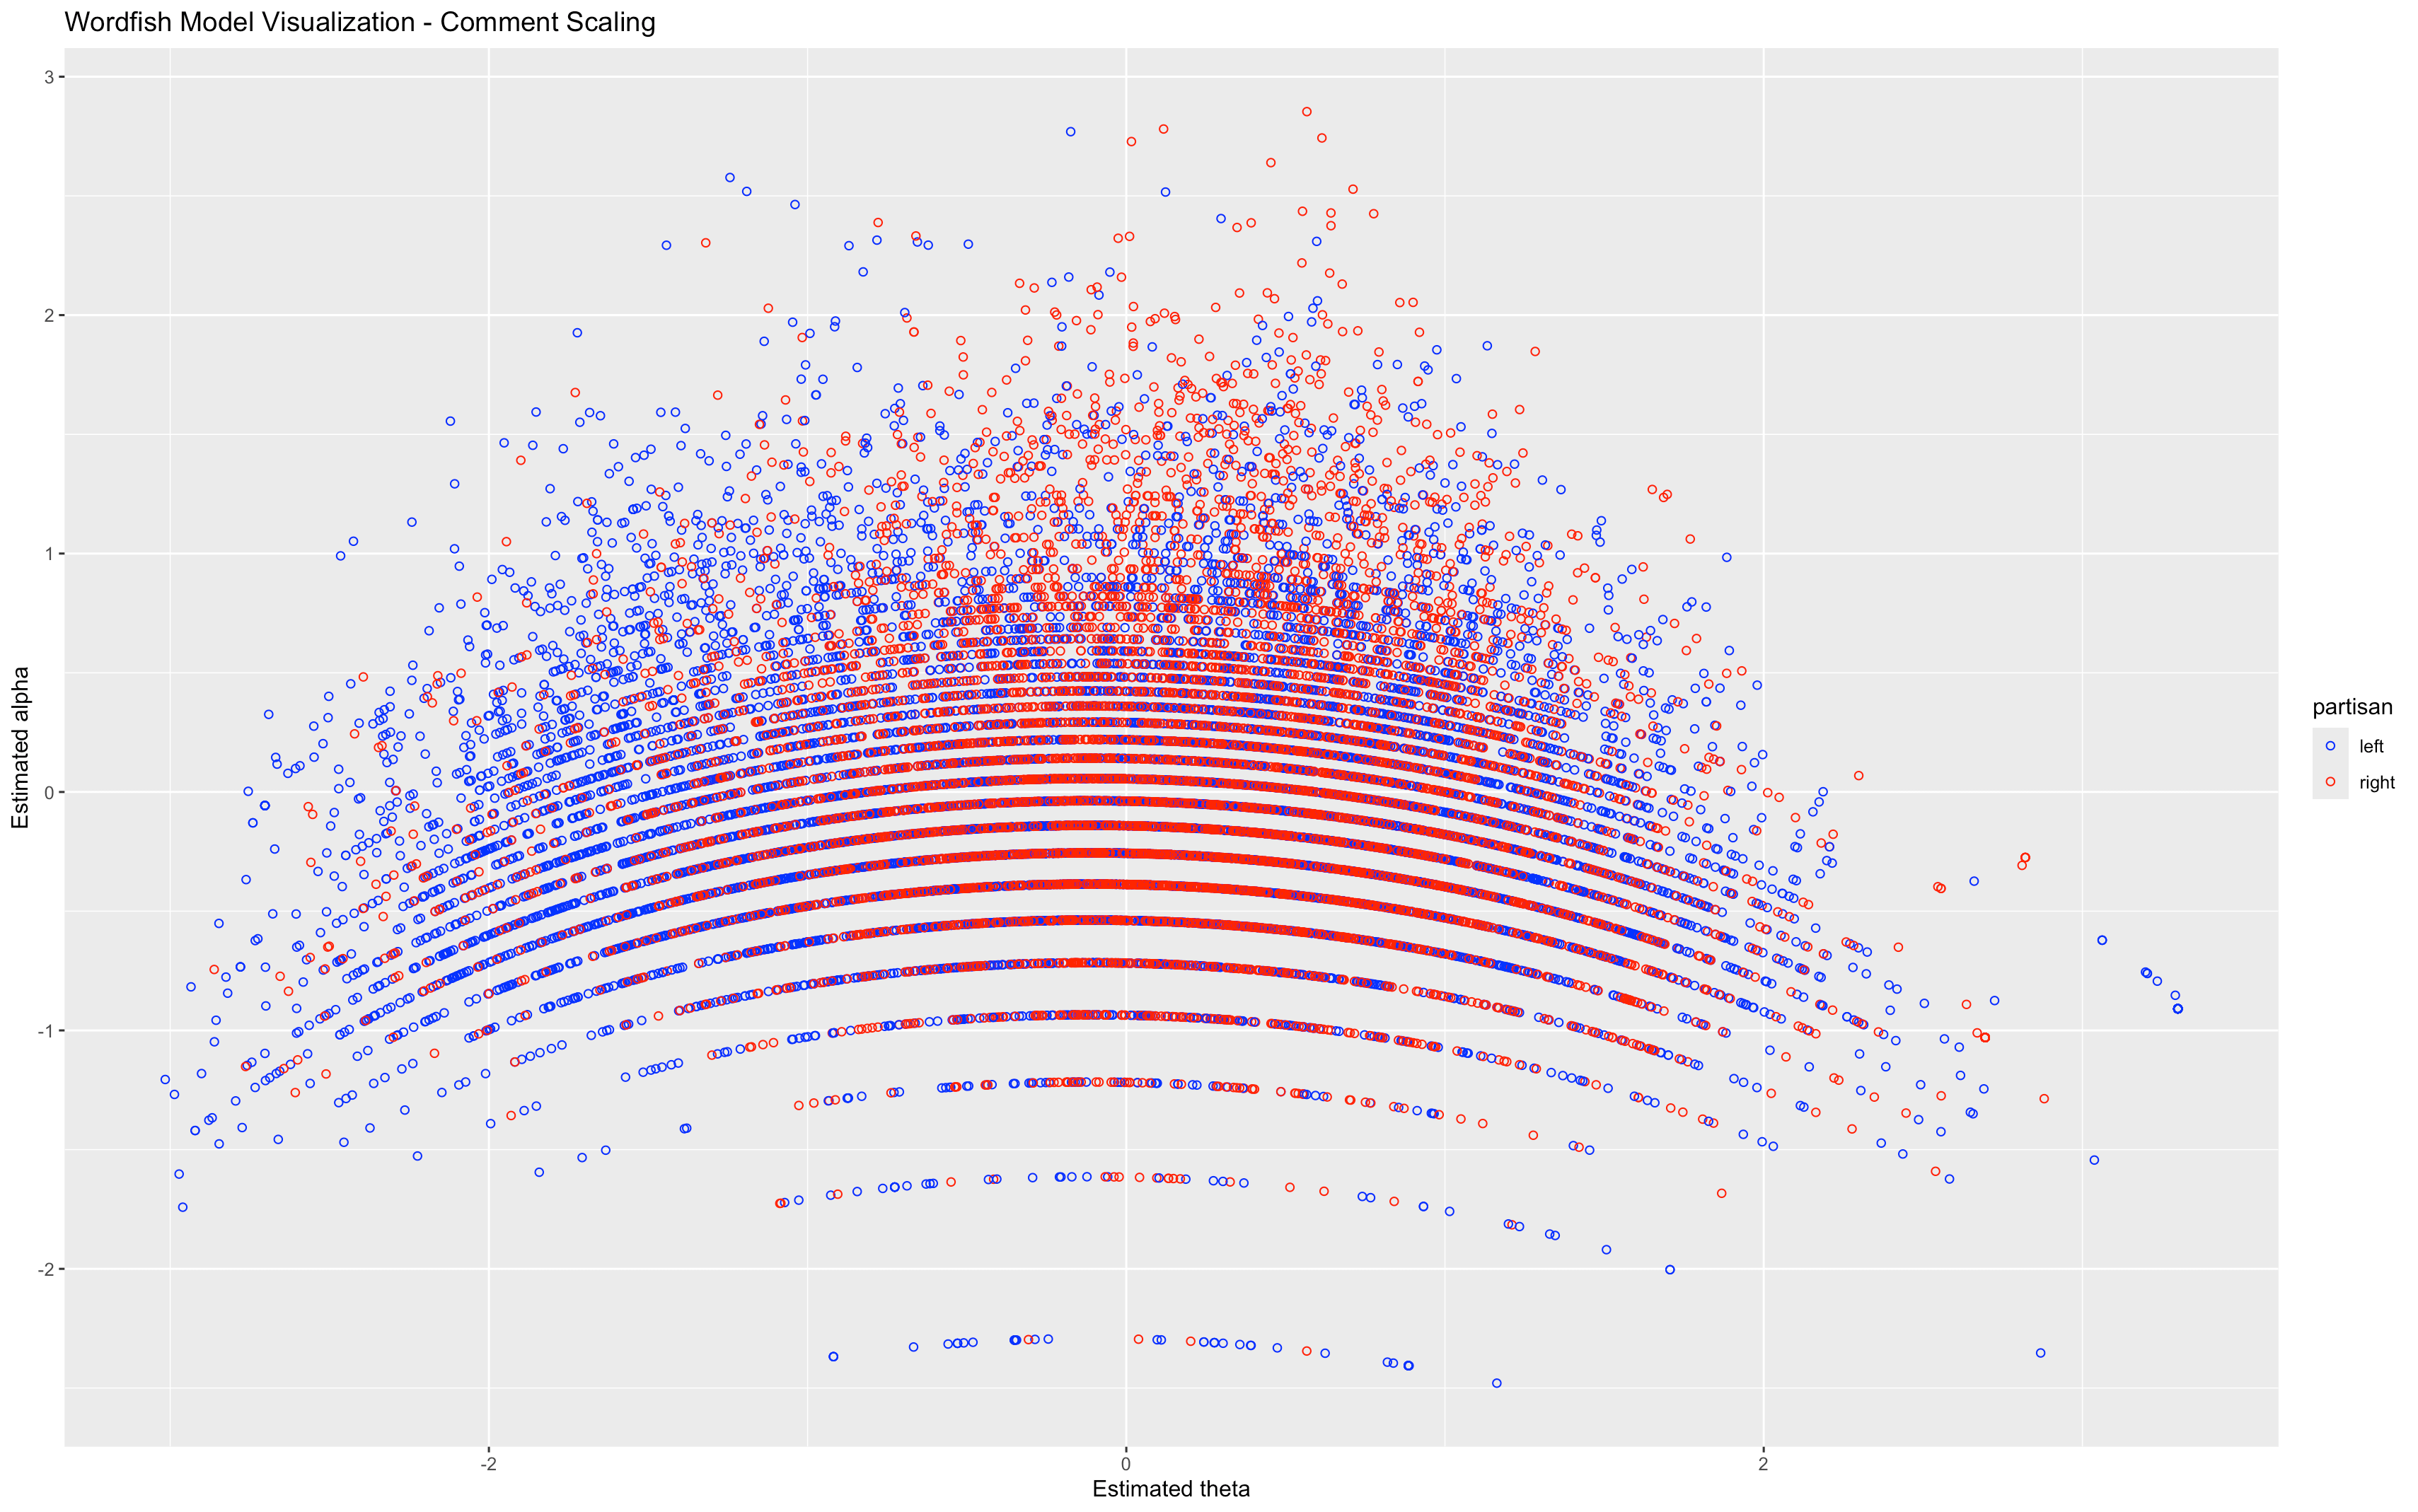 Wordfish Model Visualization - Comment Scaling
3
2
1
0
-1
-2
Estimated alpha
-2
0
2
Estimated theta
partisan
left
right